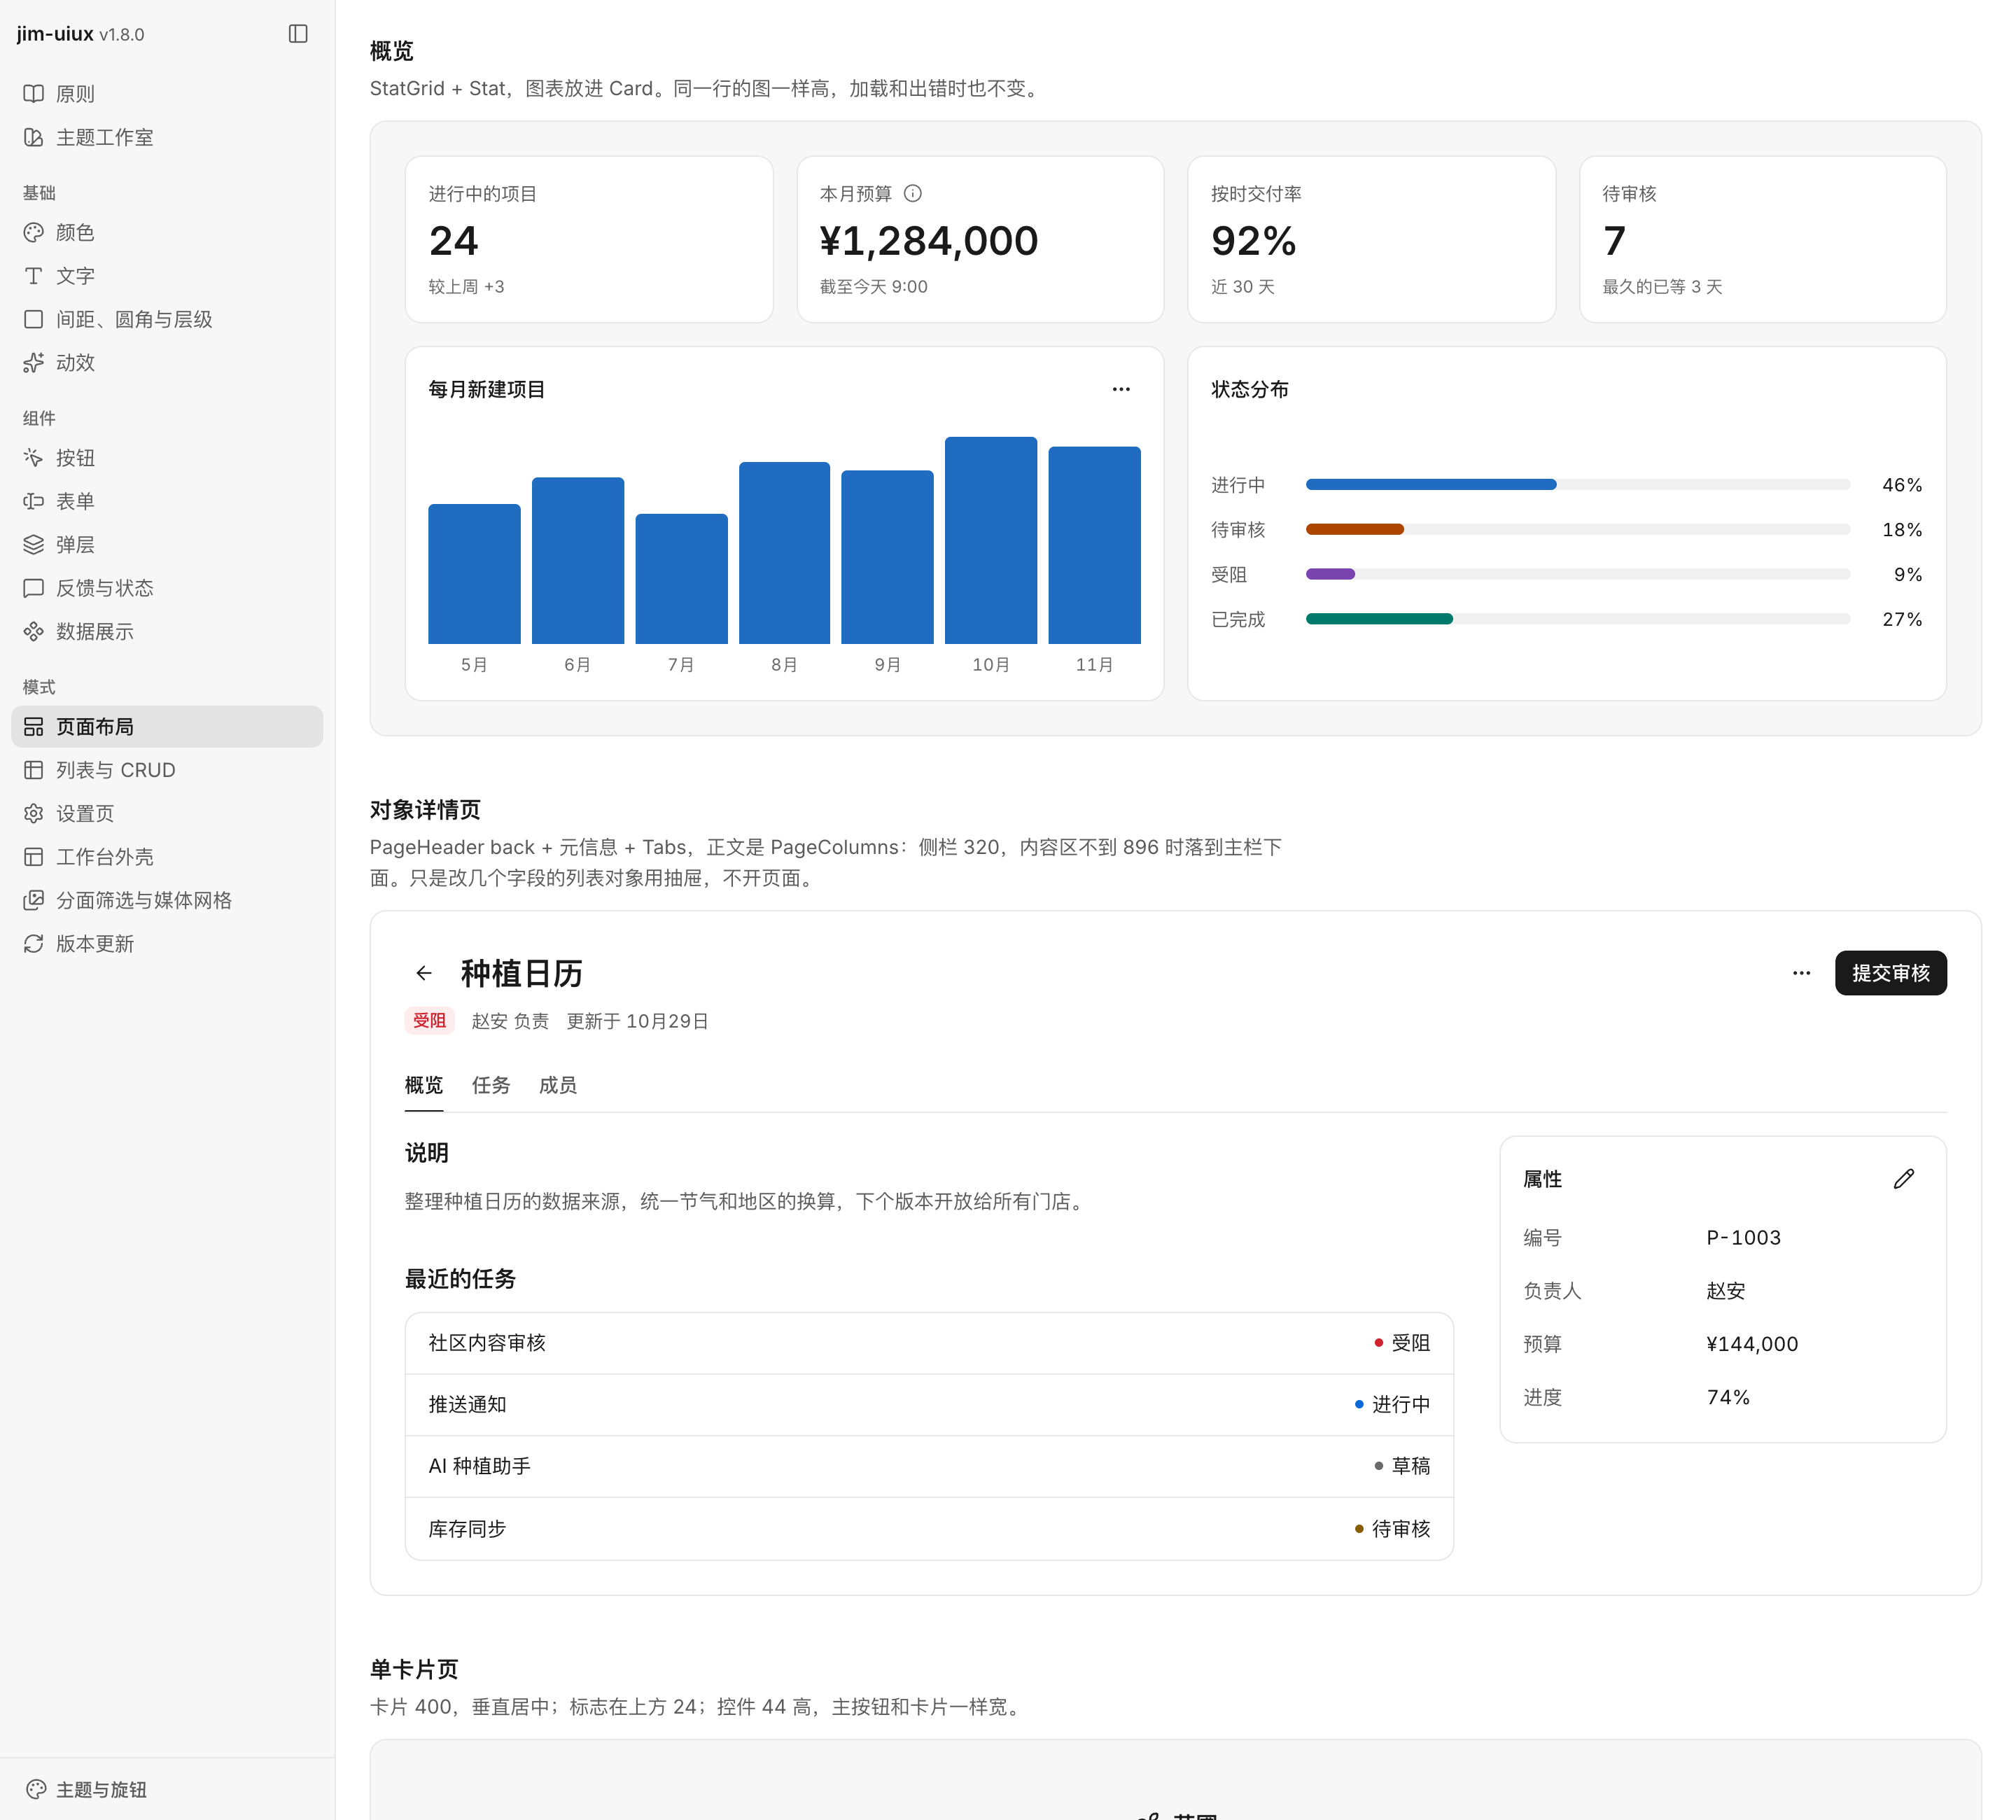 jim-uiux v1.8.0
原则
主题工作室
基础
颜色
文字
间距、圆角与层级
动效
组件
按钮
表单
弹层
反馈与状态
数据展示
模式
页面布局
列表与 CRUD
设置页
工作台外壳
分面筛选与媒体网格
版本更新
主题与旋钮
概览
StatGrid + Stat，图表放进 Card。同一行的图一样高，加载和出错时也不变。
进行中的项目
24
较上周 +3
本月预算
¥1,284,000
截至今天 9:00
按时交付率
92%
近 30 天
待审核
7
最久的已等 3 天
每月新建项目
5月 6月 7月 8月 9月 10月 11月
状态分布
进行中 46%
待审核 18%
受阻 9%
已完成 27%
对象详情页
PageHeader back + 元信息 + Tabs，正文是 PageColumns：侧栏 320，内容区不到 896 时落到主栏下
面。只是改几个字段的列表对象用抽屉，不开页面。
种植日历
提交审核
受阻 赵安 负责 更新于 10月29日
概览 任务 成员
说明
整理种植日历的数据来源，统一节气和地区的换算，下个版本开放给所有门店。
最近的任务
社区内容审核 受阻
推送通知 进行中
AI 种植助手 草稿
库存同步 待审核
属性
编号 P-1003
负责人 赵安
预算 ¥144,000
进度 74%
单卡片页
卡片 400，垂直居中；标志在上方 24；控件 44 高，主按钮和卡片一样宽。